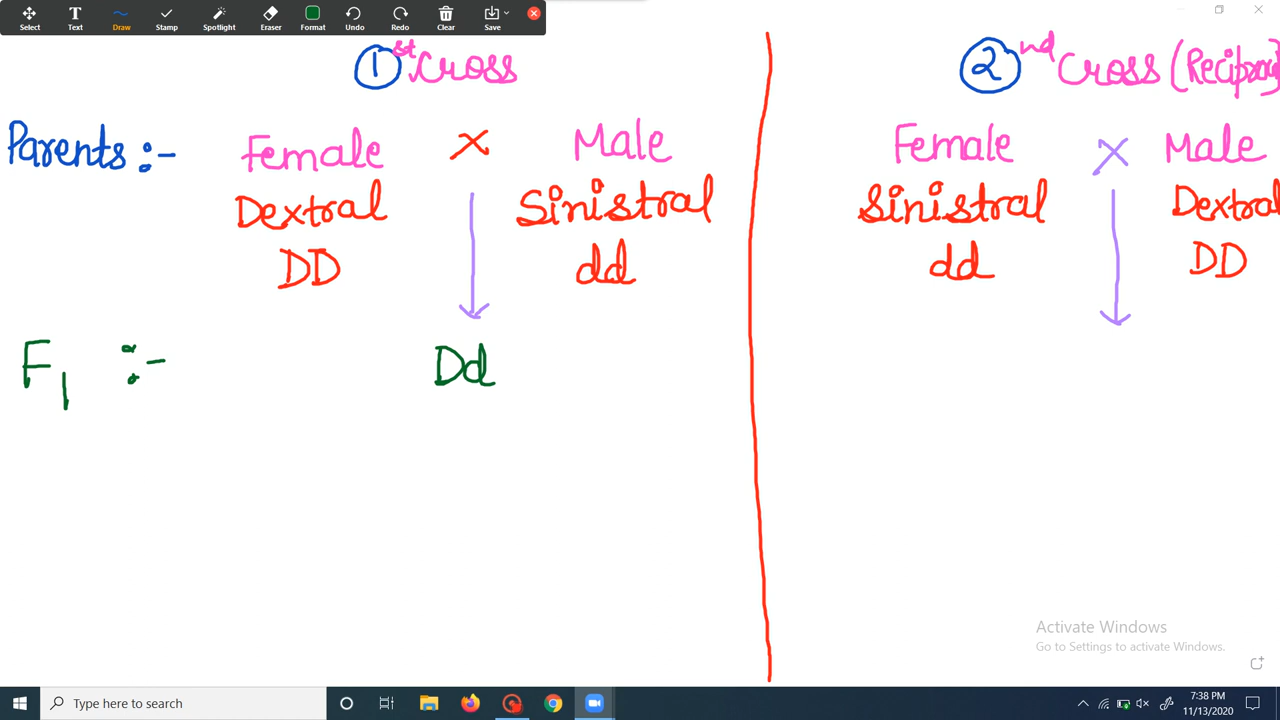 Select Text Draw Stamp Spotlight Eraser Format Undo Redo Clear Save
1st Cross
2nd Cross (Reciproc
Parents :- Female × Male
Female × Male
Dextral Sinistral
Sinistral Dextral
DD dd
dd DD
F1 :- Dd
Activate Windows
Go to Settings to activate Windows.
Type here to search
7:38 PM
11/13/2020